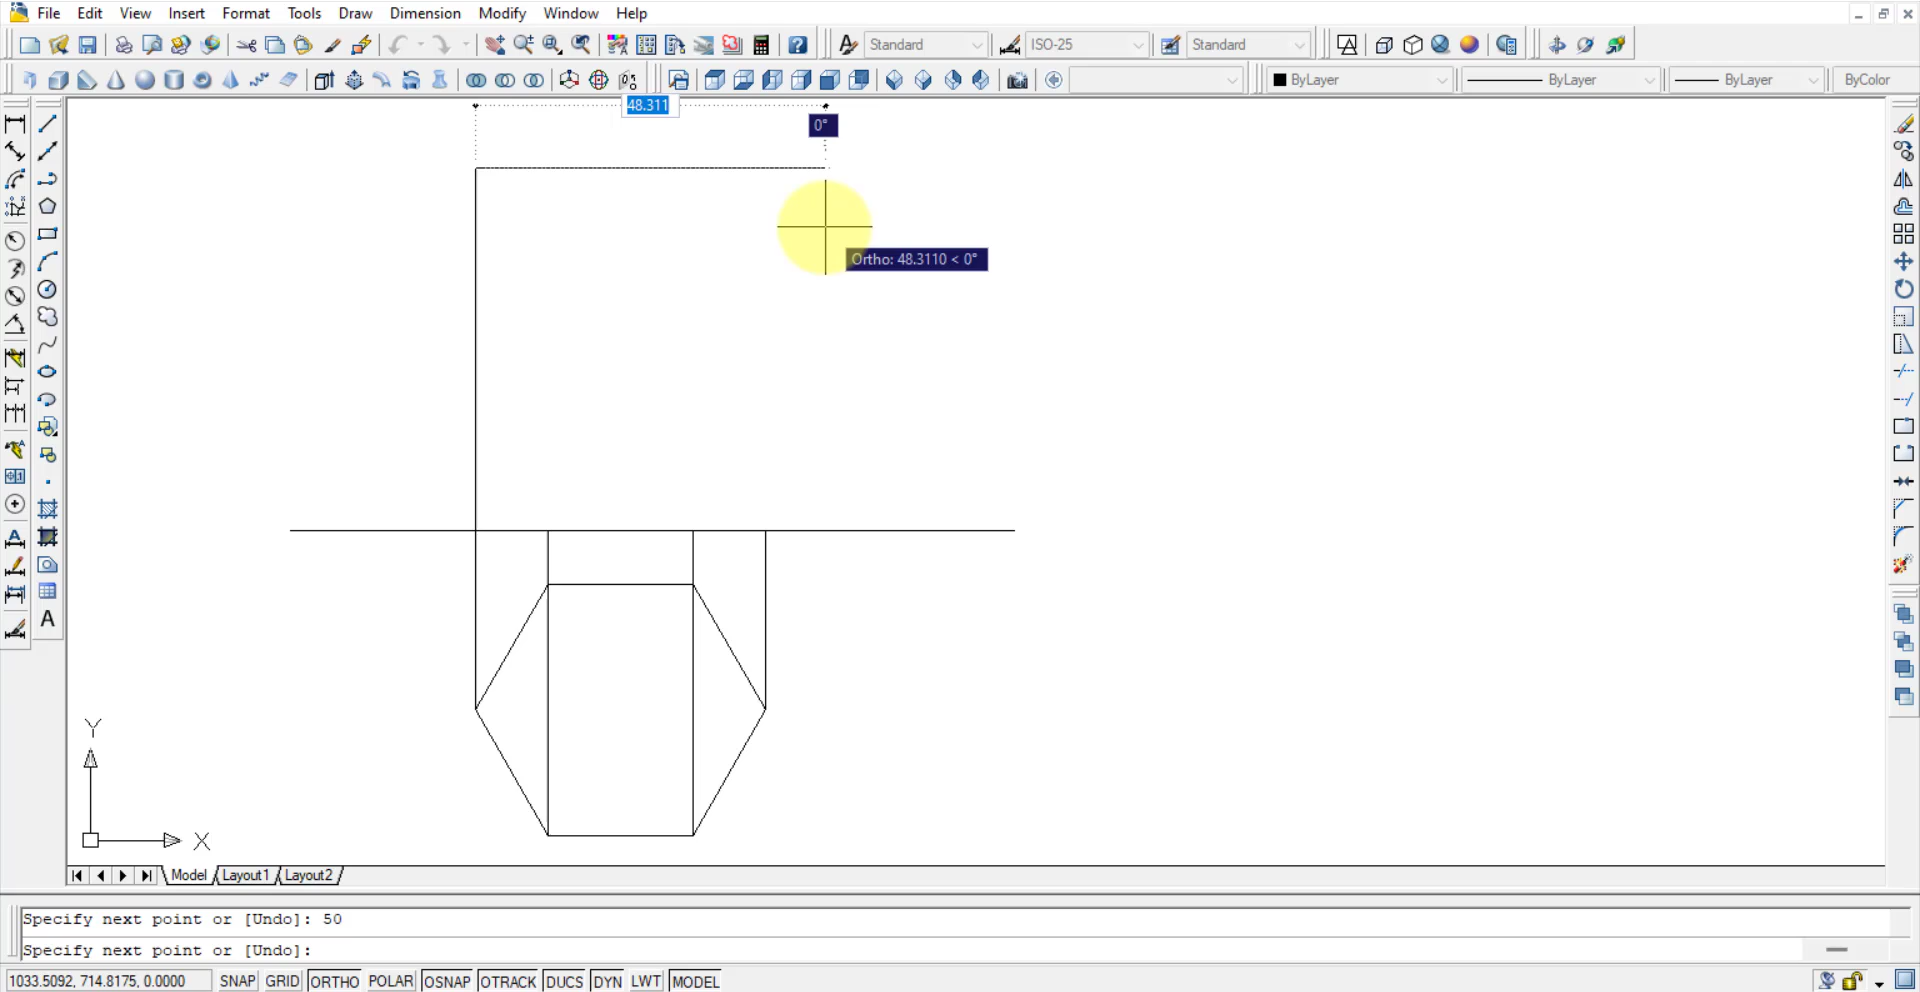 File Edit View Insert Format Tools Draw Dimension Modify Window Help
Standard ISO-25 Standard
ByLayer ByLayer ByLayer ByColor
48.311
0°
Ortho: 48.3110 < 0°
Y
X
A
Model Layout1 Layout2
Specify next point or [Undo]: 50
Specify next point or [Undo]:
1033.5092, 714.8175, 0.0000 SNAP GRID ORTHO POLAR OSNAP OTRACK DUCS DYN LWT MODEL